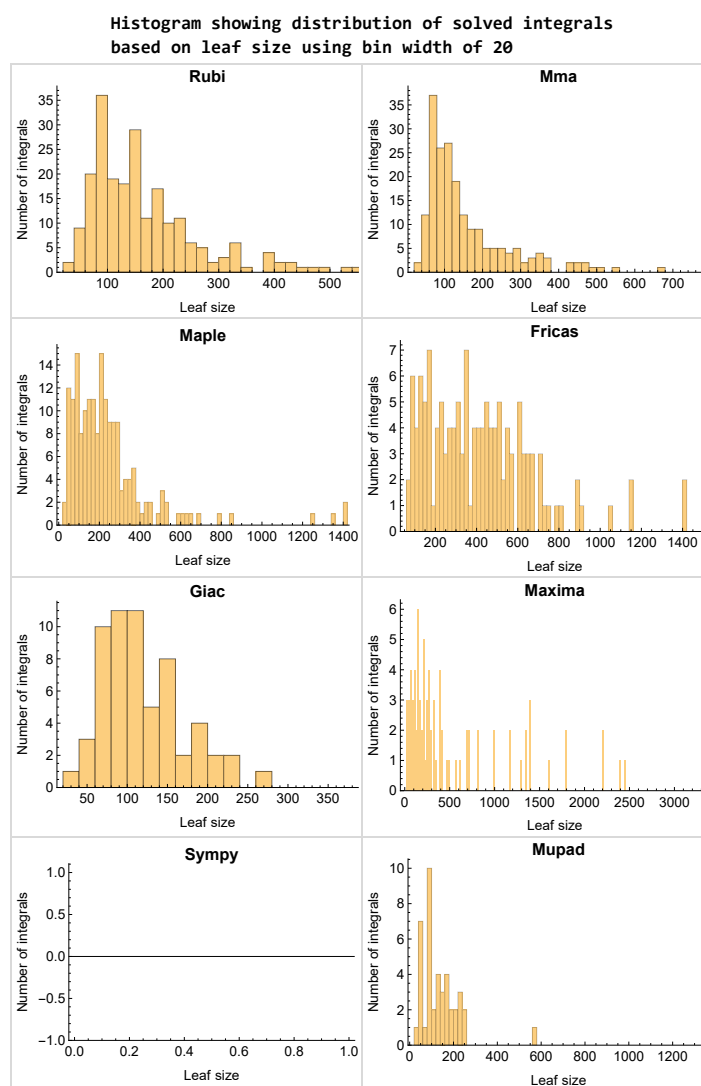 Histogram showing distribution of solved integrals
based on leaf size using bin width of 20
Rubi
Number of integrals
35
30
25
20
15
10
5
0
100 200 300 400 500
Leaf size
Mma
Number of integrals
35
30
25
20
15
10
5
0
100 200 300 400 500 600 700
Leaf size
Maple
Number of integrals
14
12
10
8
6
4
2
0
0 200 400 600 800 1000 1200 1400
Leaf size
Fricas
Number of integrals
7
6
5
4
3
2
1
0
200 400 600 800 1000 1200 1400
Leaf size
Giac
Number of integrals
10
8
6
4
2
0
50 100 150 200 250 300 350
Leaf size
Maxima
Number of integrals
6
5
4
3
2
1
0
0 500 1000 1500 2000 2500 3000
Leaf size
Sympy
Number of integrals
1.0
0.5
0.0
−0.5
−1.0
0.0 0.2 0.4 0.6 0.8 1.0
Leaf size
Mupad
Number of integrals
10
8
6
4
2
0
0 200 400 600 800 1000 1200
Leaf size